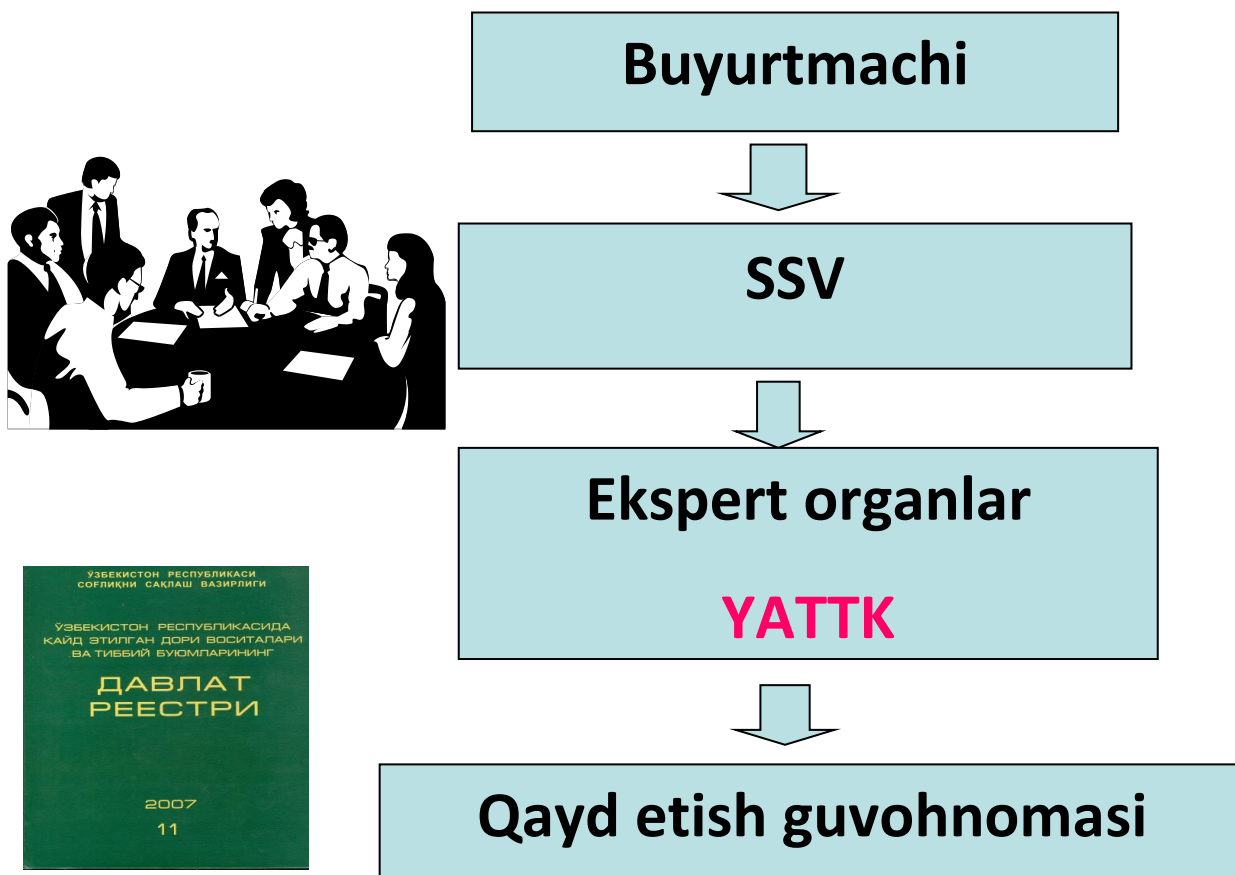 Buyurtmachi
SSV
Ekspert organlar
YATTK
Qayd etish guvohnomasi
ЎЗБЕКИСТОН РЕСПУБЛИКАСИ
СОҒЛИҚНИ САҚЛАШ ВАЗИРЛИГИ
ЎЗБЕКИСТОН РЕСПУБЛИКАСИДА
ҚАЙД ЭТИЛГАН ДОРИ ВОСИТАЛАРИ
ВА ТИББИЙ БУЮМЛАРИНИНГ
ДАВЛАТ
РЕЕСТРИ
2007
11